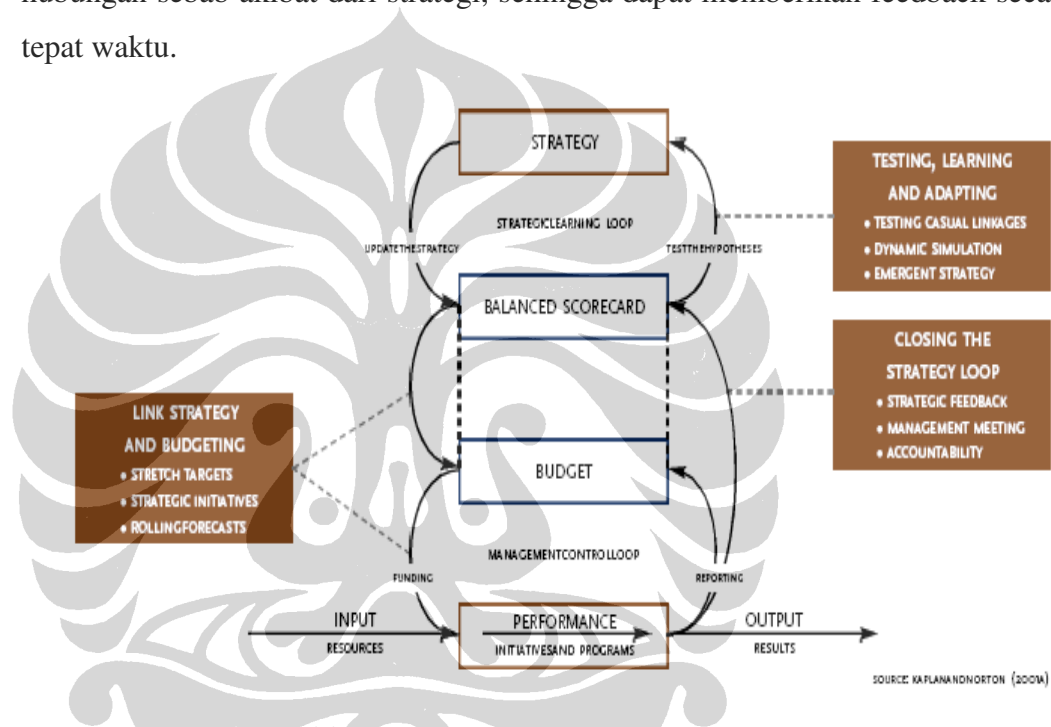 hubungan sebab akibat dari strategi, sehingga dapat memberikan feedback seca
tepat waktu.
STRATEGY
TESTING, LEARNING
AND ADAPTING
• TESTING CASUAL LINKAGES
• DYNAMIC SIMULATION
• EMERGENT STRATEGY
STRATEGICLEARNING LOOP
UPDATETHESTRATEGY
TESTTHEHYPOTHESES
BALANCED SCORECARD
CLOSING THE
STRATEGY LOOP
• STRATEGIC FEEDBACK
• MANAGEMENT MEETING
• ACCOUNTABILITY
LINK STRATEGY
AND BUDGETING
• STRETCH TARGETS
• STRATEGIC INITIATIVES
• ROLLINGFORECASTS
BUDGET
MANAGEMENTCONTROLLOOP
FUNDING
REPORTING
INPUT
RESOURCES
PERFORMANCE
INITIATIVESAND PROGRAMS
OUTPUT
RESULTS
SOURCE: KAPLANANDNORTON (2001A)